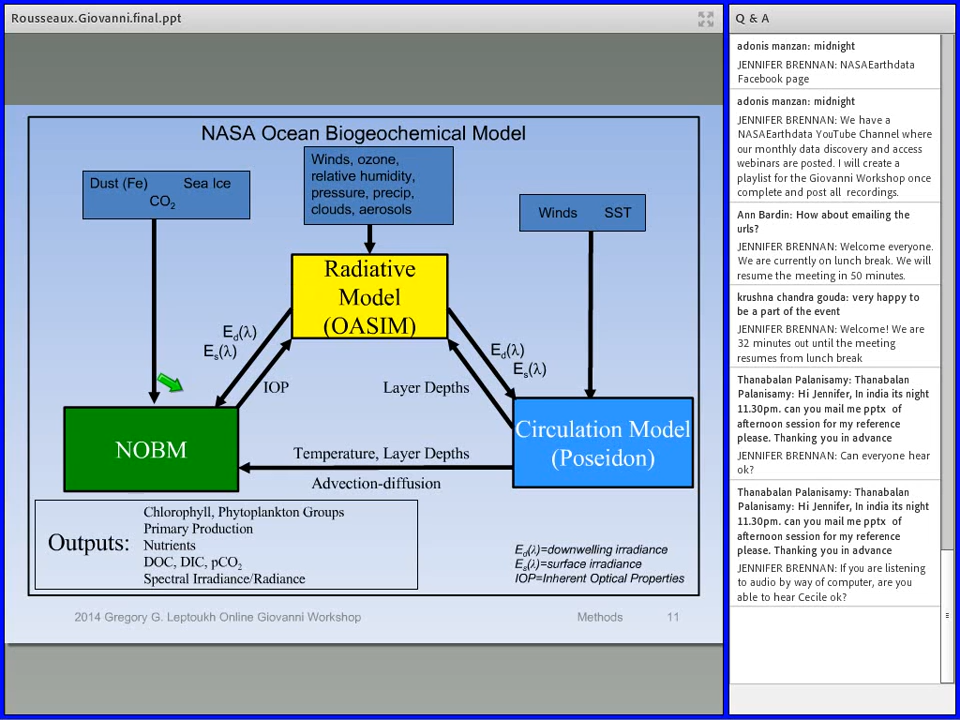 Rousseaux.Giovanni.final.ppt
NASA Ocean Biogeochemical Model
Dust (Fe) Sea Ice
CO2
Winds, ozone,
relative humidity,
pressure, precip,
clouds, aerosols
Winds SST
Radiative
Model
(OASIM)
Ed(λ)
Es(λ)
IOP
Ed(λ)
Es(λ)
Layer Depths
NOBM
Circulation Model
(Poseidon)
Temperature, Layer Depths
Advection-diffusion
Outputs:
Chlorophyll, Phytoplankton Groups
Primary Production
Nutrients
DOC, DIC, pCO2
Spectral Irradiance/Radiance
Ed(λ)=downwelling irradiance
Es(λ)=surface irradiance
IOP=Inherent Optical Properties
2014 Gregory G. Leptoukh Online Giovanni Workshop
Methods
11
Q & A
adonis manzan: midnight
JENNIFER BRENNAN: NASAEarthdata
Facebook page
adonis manzan: midnight
JENNIFER BRENNAN: We have a
NASAEarthdata YouTube Channel where
our monthly data discovery and access
webinars are posted. I will create a
playlist for the Giovanni Workshop once
complete and post all recordings.
Ann Bardin: How about emailing the
urls?
JENNIFER BRENNAN: Welcome everyone.
We are currently on lunch break. We will
resume the meeting in 50 minutes.
krushna chandra gouda: very happy to
be a part of the event
JENNIFER BRENNAN: Welcome! We are
32 minutes out until the meeting
resumes from lunch break
Thanabalan Palanisamy: Thanabalan
Palanisamy: Hi Jennifer, In india its night
11.30pm. can you mail me pptx of
afternoon session for my reference
please. Thanking you in advance
JENNIFER BRENNAN: Can everyone hear
ok?
Thanabalan Palanisamy: Thanabalan
Palanisamy: Hi Jennifer, In india its night
11.30pm. can you mail me pptx of
afternoon session for my reference
please. Thanking you in advance
JENNIFER BRENNAN: If you are listening
to audio by way of computer, are you
able to hear Cecile ok?